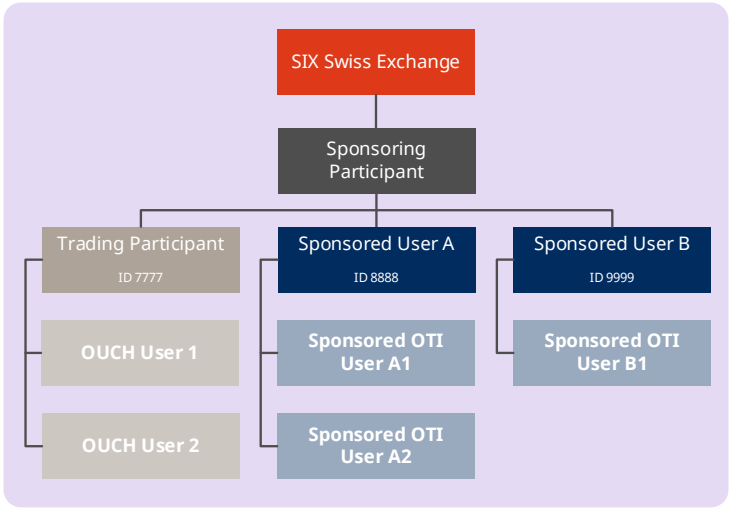 SIX Swiss Exchange
Sponsoring
Participant
Trading Participant
ID 7777
Sponsored User A
ID 8888
Sponsored User B
ID 9999
OUCH User 1
Sponsored OTI
User A1
Sponsored OTI
User B1
OUCH User 2
Sponsored OTI
User A2